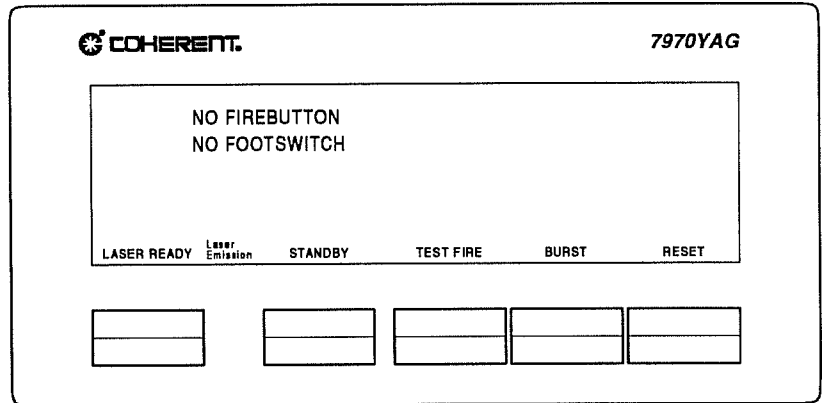 COHERENT. 7970YAG
NO FIREBUTTON
NO FOOTSWITCH
LASER READY Laser Emission STANDBY TEST FIRE BURST RESET